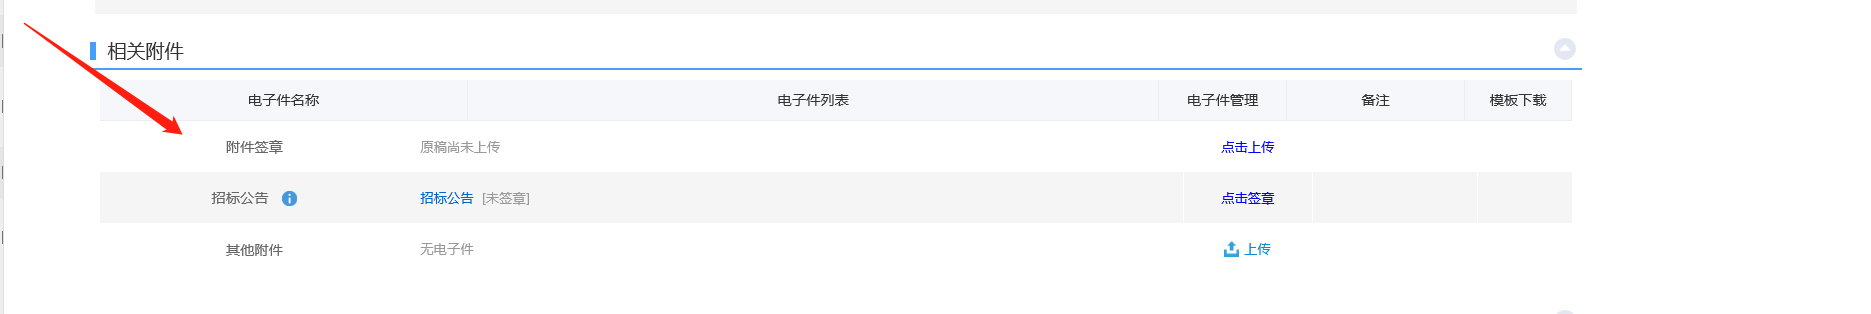 相关附件
电子件名称 电子件列表 电子件管理 备注 模板下载
附件签章 原稿尚未上传 点击上传
招标公告 招标公告 [未签章] 点击签章
其他附件 无电子件 上传